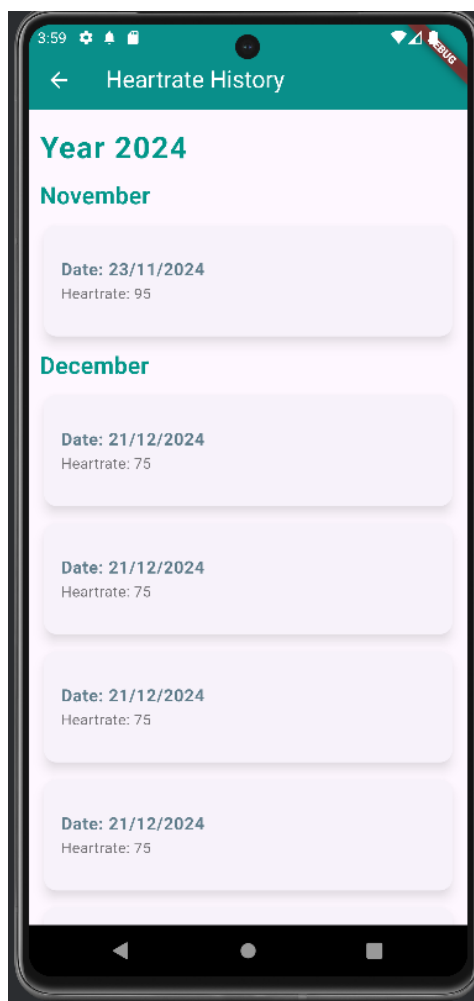 3:59
DEBUG
Heartrate History
Year 2024
November
Date: 23/11/2024
Heartrate: 95
December
Date: 21/12/2024
Heartrate: 75
Date: 21/12/2024
Heartrate: 75
Date: 21/12/2024
Heartrate: 75
Date: 21/12/2024
Heartrate: 75